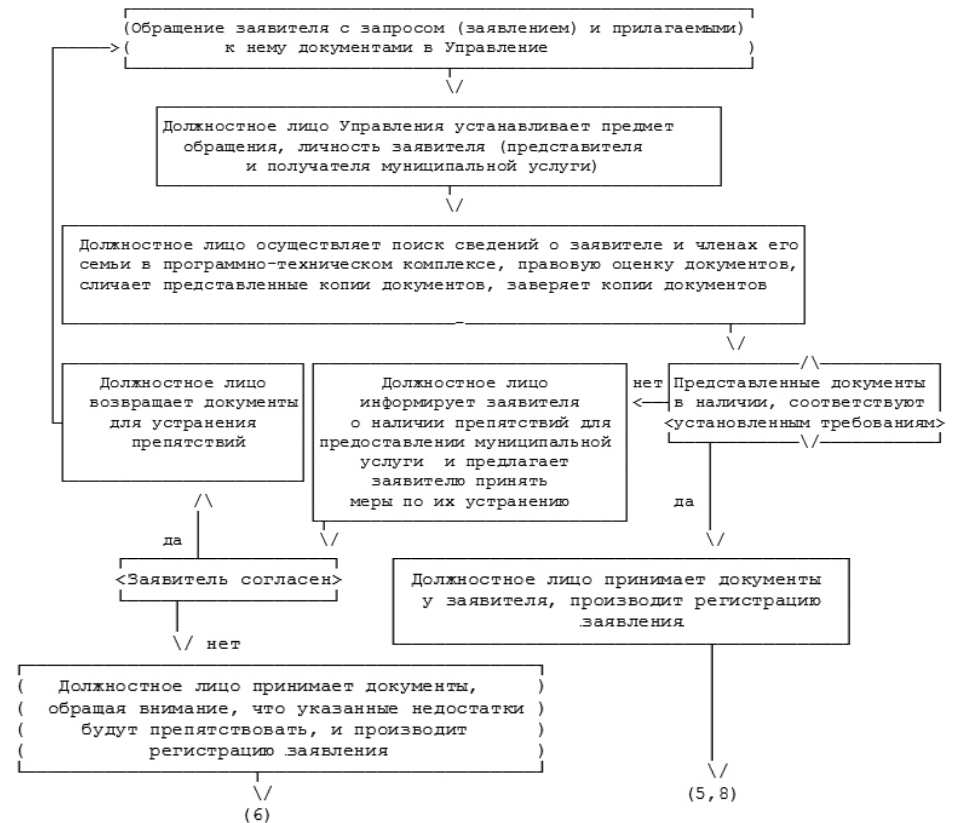 (Обращение заявителя с запросом (заявлением) и прилагаемыми)
( к нему документами в Управление )
Должностное лицо Управления устанавливает предмет
обращения, личность заявителя (представителя
и получателя муниципальной услуги)
Должностное лицо осуществляет поиск сведений о заявителе и членах его
семьи в программно-техническом комплексе, правовую оценку документов,
сличает представленные копии документов, заверяет копии документов
Должностное лицо
возвращает документы
для устранения
препятствий
Должностное лицо
информирует заявителя
о наличии препятствий для
предоставлении муниципальной
услуги и предлагает
заявителю принять
меры по их устранению
нет
Представленные документы
в наличии, соответствуют
<установленным требованиям>
да
да
<Заявитель согласен>
Должностное лицо принимает документы
у заявителя, производит регистрацию
заявления
нет
( Должностное лицо принимает документы, )
( обращая внимание, что указанные недостатки )
( будут препятствовать, и производит )
( регистрацию заявления )
(6)
(5,8)